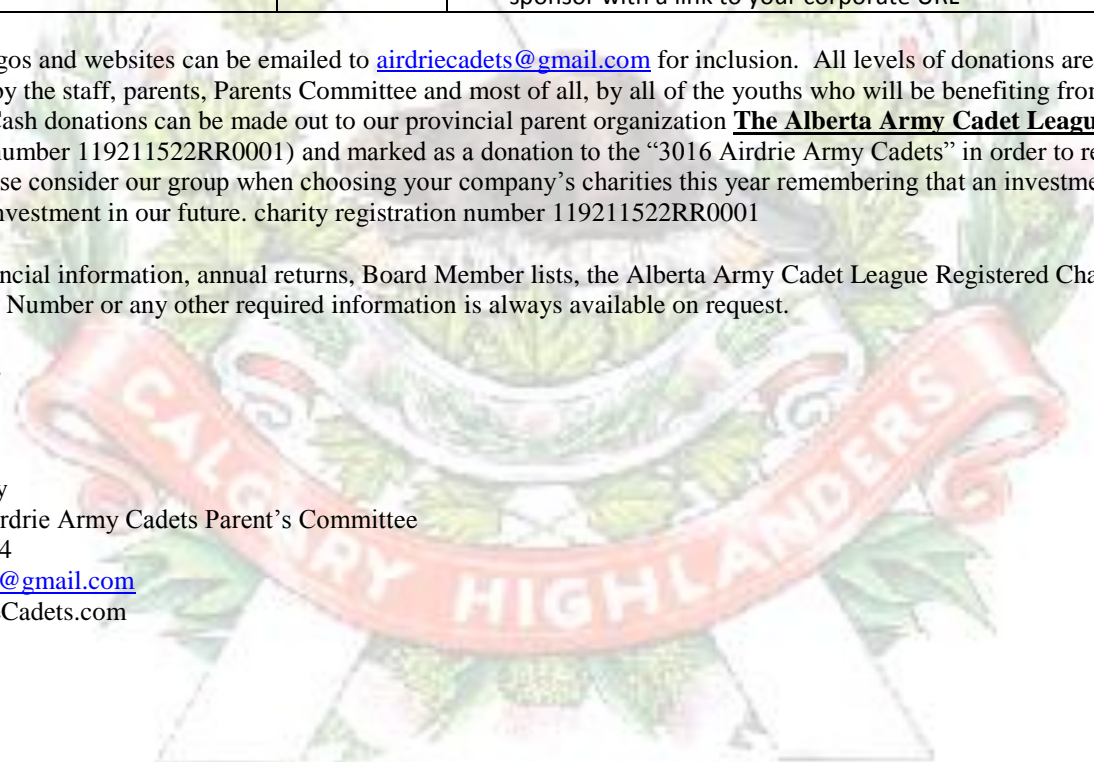 sponsor with a link to your corporate URL
gos and websites can be emailed to airdriecadets@gmail.com for inclusion.  All levels of donations are
by the staff, parents, Parents Committee and most of all, by all of the youths who will be benefiting from
Cash donations can be made out to our provincial parent organization The Alberta Army Cadet Leagu
number 119211522RR0001) and marked as a donation to the “3016 Airdrie Army Cadets” in order to re
se consider our group when choosing your company’s charities this year remembering that an investme
nvestment in our future. charity registration number 119211522RR0001
ncial information, annual returns, Board Member lists, the Alberta Army Cadet League Registered Cha
Number or any other required information is always available on request.
y
rdrie Army Cadets Parent’s Committee
4
@gmail.com
Cadets.com
CALGARY HIGHLANDERS